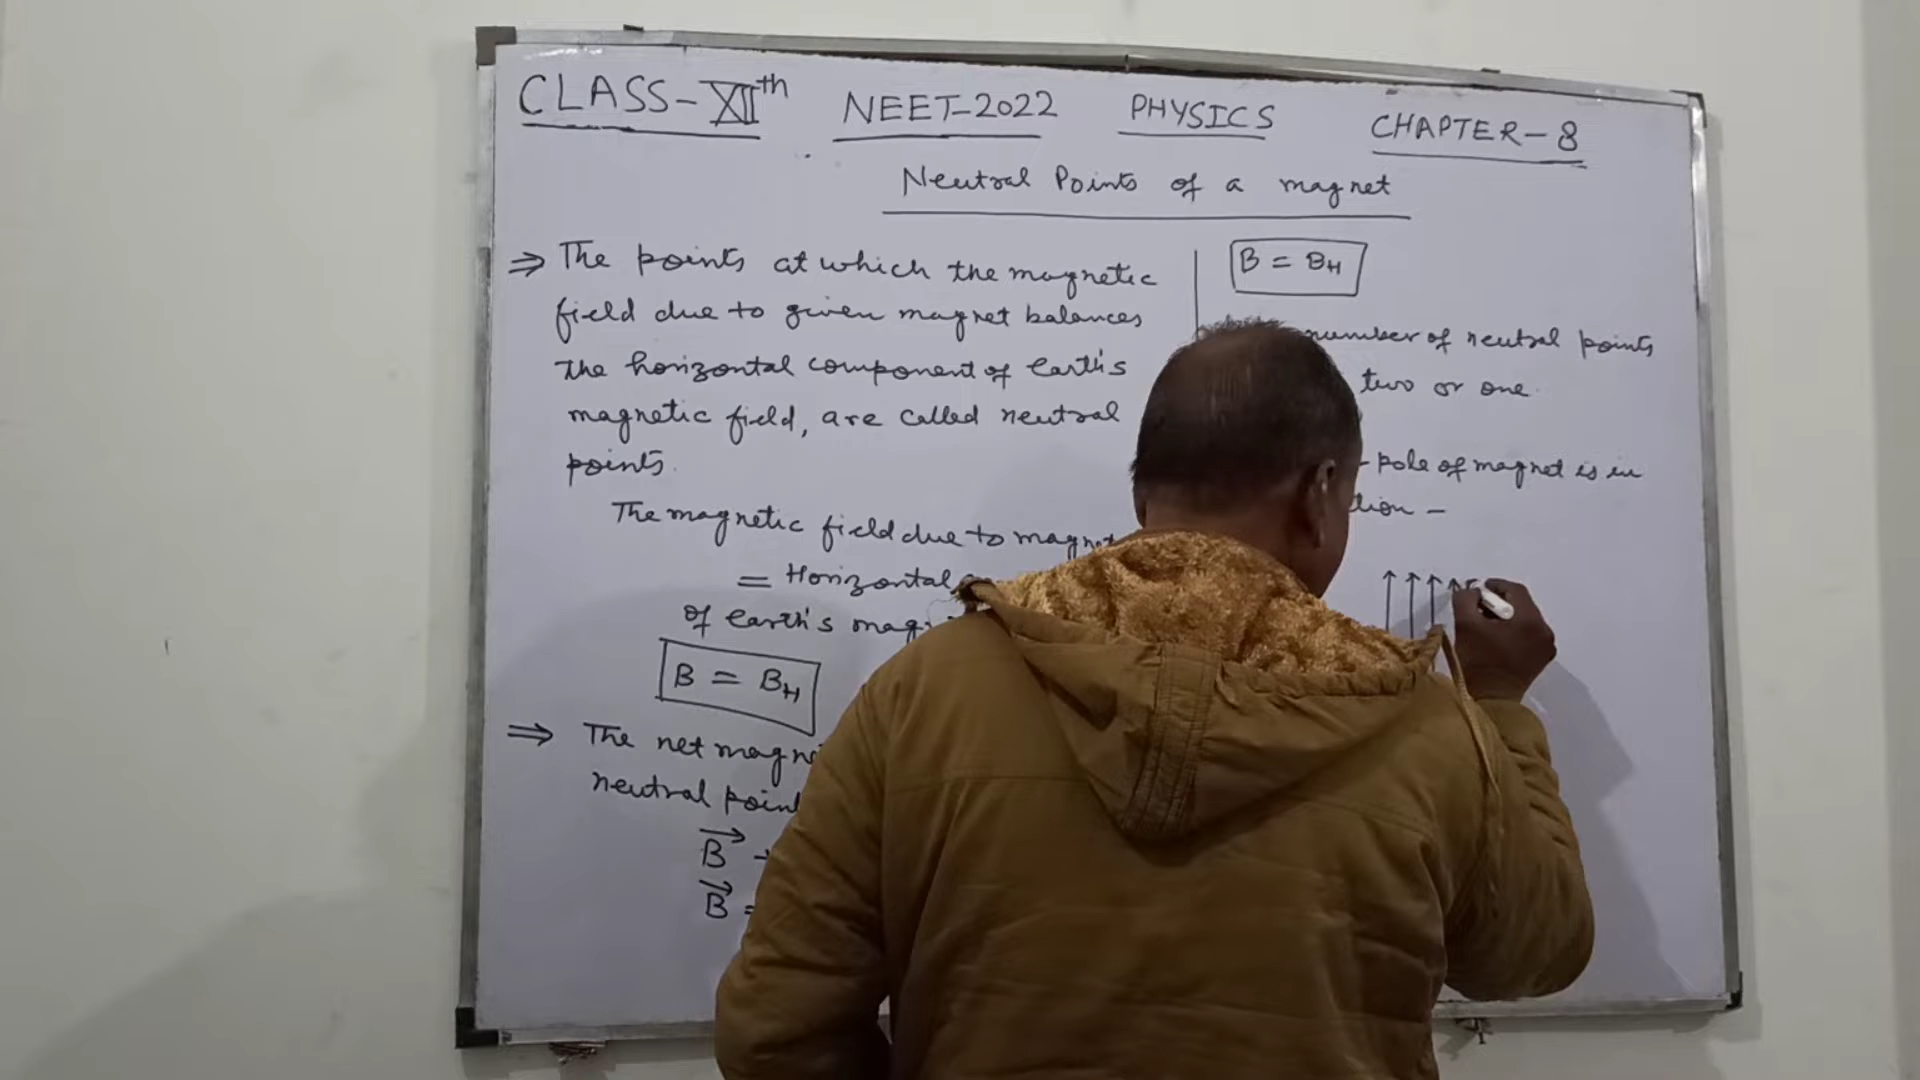 CLASS-XIIth NEET-2022 PHYSICS CHAPTER-8
Neutral Points of a magnet
⇒ The points at which the magnetic
field due to given magnet balances
the horizontal component of earth's
magnetic field, are called neutral
points.
The magnetic field due to magnet
= Horizontal
of earth's
B = BH
⇒ The net
neutral point
B⃗
B⃗ =
B = BH
number of neutral points
two or one.
pole of magnet is in